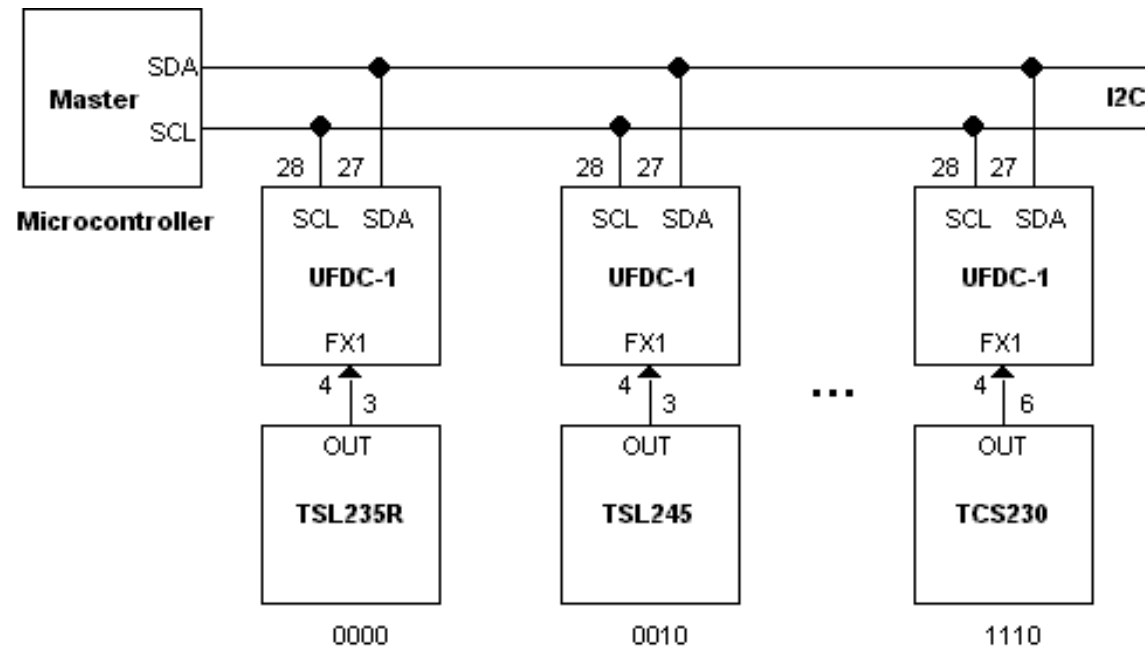 SDA
Master
I2C
SCL
28 27 28 27 28 27
Microcontroller
SCL SDA SCL SDA SCL SDA
UFDC-1 UFDC-1 UFDC-1
FX1 FX1 FX1
4 4 ... 4
3 3 6
OUT OUT OUT
TSL235R TSL245 TCS230
0000 0010 1110